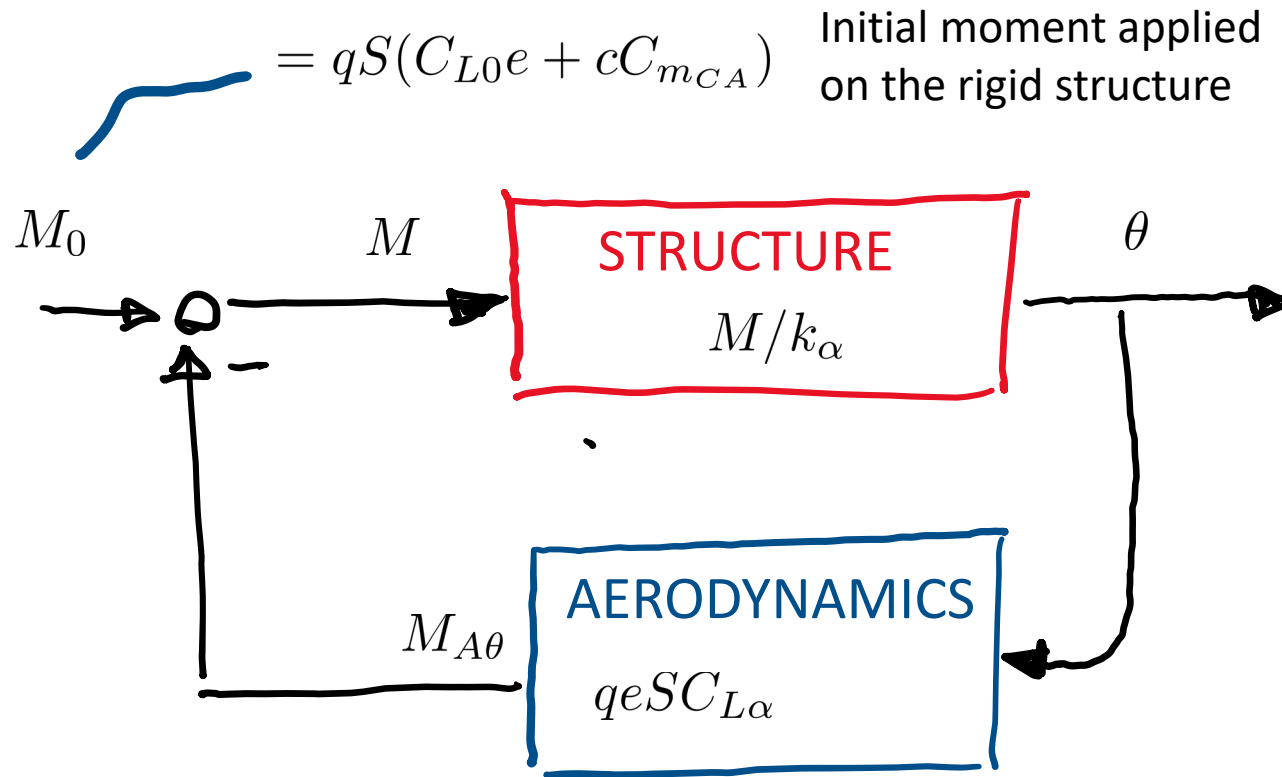 = qS(C_{L0}e + cC_{m_{CA}})
Initial moment applied
on the rigid structure
M_0
M
STRUCTURE
M/k_α
θ
−
AERODYNAMICS
M_{Aθ}
qeSC_{Lα}